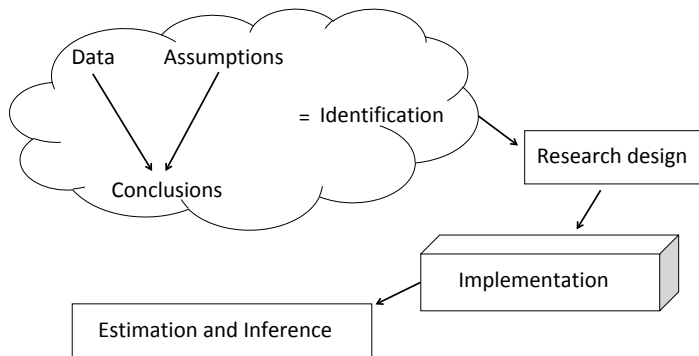 Data
Assumptions
= Identification
Conclusions
Research design
Implementation
Estimation and Inference